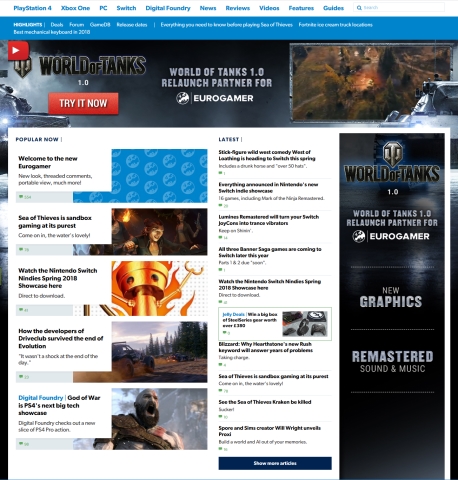 PlayStation 4 Xbox One PC Switch Digital Foundry News Reviews Videos Features Guides Search
HIGHLIGHTS | Deals Forum GameDB Release dates | Everything you need to know before playing Sea of Thieves Fortnite ice cream truck locations
Best mechanical keyboard in 2018
WORLD OF TANKS
1.0
TRY IT NOW
WORLD OF TANKS 1.0
RELAUNCH PARTNER FOR
EUROGAMER
POPULAR NOW |
Welcome to the new
Eurogamer
New look, threaded comments,
portable view, much more!
Sea of Thieves is sandbox
gaming at its purest
Come on in, the water's lovely!
Watch the Nintendo Switch
Nindies Spring 2018
Showcase here
Direct to download.
How the developers of
Driveclub survived the end of
Evolution
"It wasn't a shock at the end of the
day."
Digital Foundry | God of War
is PS4's next big tech
showcase
Digital Foundry checks out a new
slice of PS4 Pro action.
LATEST |
Stick-figure wild west comedy West of
Loathing is heading to Switch this spring
Includes a drunk horse and "over 50 hats".
Everything announced in Nintendo's new
Switch indie showcase
16 games, including Mark of the Ninja Remastered.
Lumines Remastered will turn your Switch
JoyCons into trance vibrators
Keep on Shinin'.
All three Banner Saga games are coming to
Switch later this year
Parts 1 & 2 due "soon".
Watch the Nintendo Switch Nindies Spring
2018 Showcase here
Direct to download.
Jelly Deals | Win a big
box of SteelSeries gear worth
over £380
Blizzard: Why Hearthstone's new Rush
keyword will answer years of problems
Taking charge.
Sea of Thieves is sandbox gaming at its purest
Come on in, the water's lovely!
See the Sea of Thieves Kraken be killed
Sucker!
Spore and Sims creator Will Wright unveils
Proxi
Build a world and AI out of your memories.
Show more articles
WORLD OF TANKS
1.0
WORLD OF TANKS 1.0
RELAUNCH PARTNER FOR
EUROGAMER
NEW
GRAPHICS
REMASTERED
SOUND & MUSIC